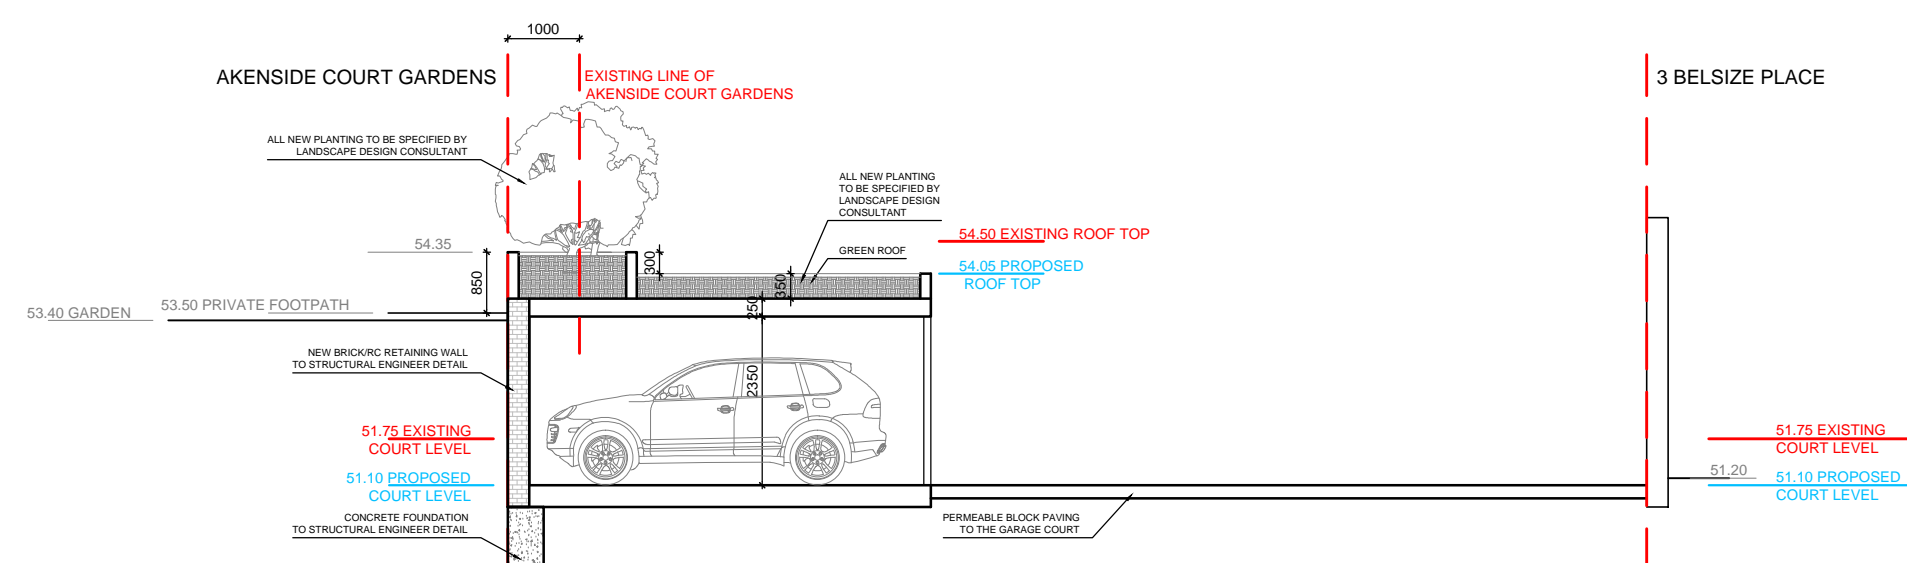 1000
AKENSIDE COURT GARDENS
EXISTING LINE OF
AKENSIDE COURT GARDENS
3 BELSIZE PLACE
ALL NEW PLANTING TO BE SPECIFIED BY
LANDSCAPE DESIGN CONSULTANT
ALL NEW PLANTING
TO BE SPECIFIED BY
LANDSCAPE DESIGN
CONSULTANT
54.50 EXISTING ROOF TOP
54.35
GREEN ROOF
300
54.05 PROPOSED
ROOF TOP
850
350
250
53.50 PRIVATE FOOTPATH
53.40 GARDEN
NEW BRICK/RC RETAINING WALL
TO STRUCTURAL ENGINEER DETAIL
2350
51.75 EXISTING
COURT LEVEL
51.75 EXISTING
COURT LEVEL
51.20
51.10 PROPOSED
COURT LEVEL
51.10 PROPOSED
COURT LEVEL
CONCRETE FOUNDATION
TO STRUCTURAL ENGINEER DETAIL
PERMEABLE BLOCK PAVING
TO THE GARAGE COURT